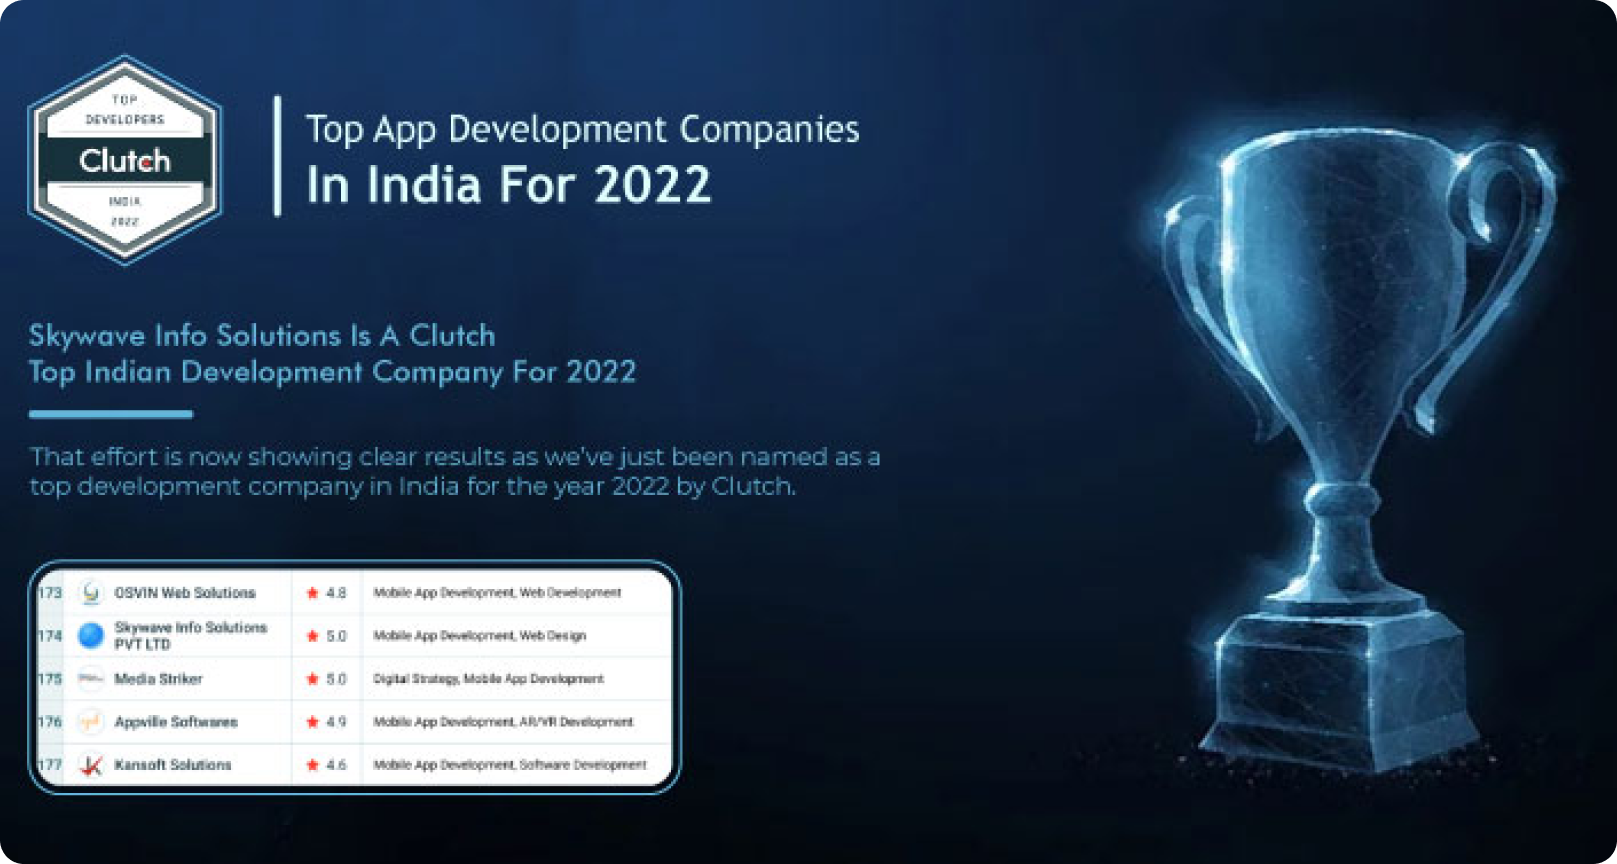 TOP
DEVELOPERS
Clutch
INDIA
2022
Top App Development Companies
In India For 2022
Skywave Info Solutions Is A Clutch
Top Indian Development Company For 2022
That effort is now showing clear results as we've just been named as a
top development company in India for the year 2022 by Clutch.
173 OSVIN Web Solutions 4.8 Mobile App Development, Web Development
174 Skywave Info Solutions PVT LTD 5.0 Mobile App Development, Web Design
175 Media Striker 5.0 Digital Strategy, Mobile App Development
176 Appville Softwares 4.9 Mobile App Development, AR/VR Development
177 Kansoft Solutions 4.6 Mobile App Development, Software Development